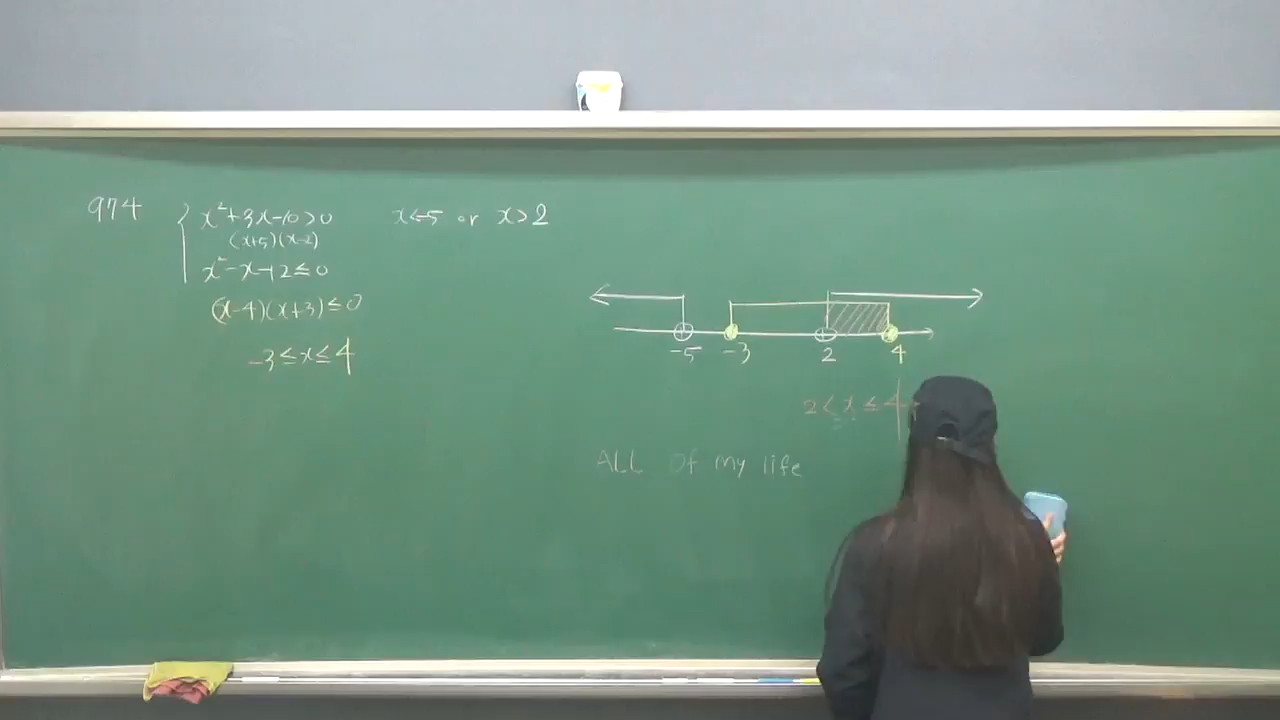 974
x²+3x-10>0 x<-5 or x>2
(x+5)(x-2)
x²-x-12≤0
(x-4)(x+3)≤0
-3≤x≤4
-5 -3 2 4
2<x≤4
ALL Of my life